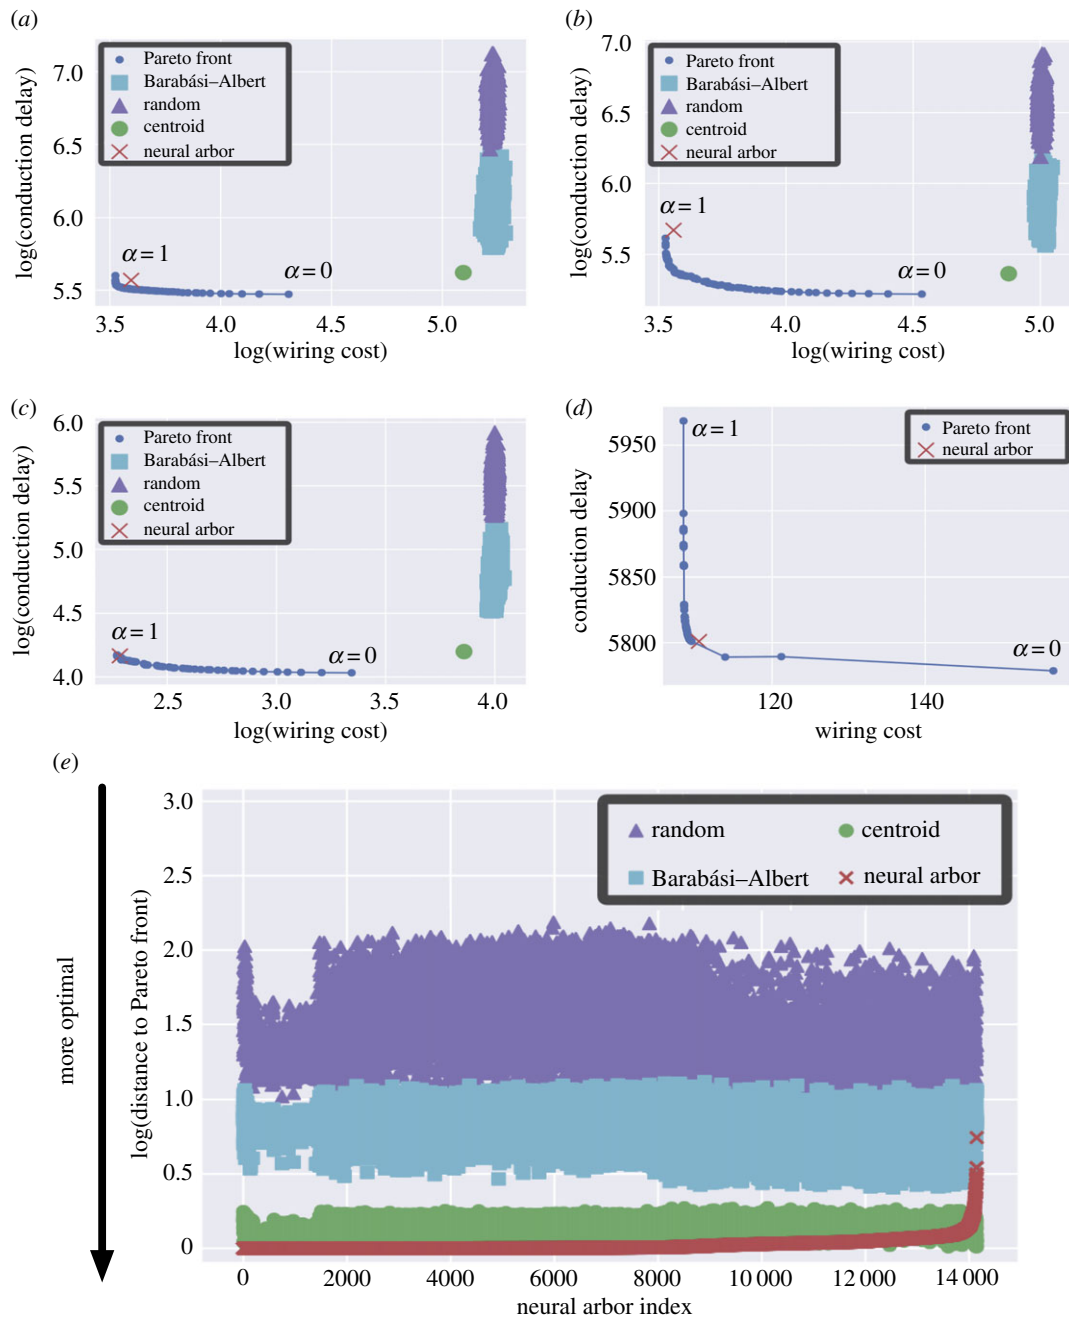 (a)
log(conduction delay)
7.0
6.5
6.0
5.5
Pareto front
Barabási–Albert
random
centroid
neural arbor
α = 1
α = 0
3.5 4.0 4.5 5.0
log(wiring cost)
(b)
log(conduction delay)
7.0
6.5
6.0
5.5
Pareto front
Barabási–Albert
random
centroid
neural arbor
α = 1
α = 0
3.5 4.0 4.5 5.0
log(wiring cost)
(c)
log(conduction delay)
6.0
5.5
5.0
4.5
4.0
Pareto front
Barabási–Albert
random
centroid
neural arbor
α = 1
α = 0
2.5 3.0 3.5 4.0
log(wiring cost)
(d)
conduction delay
5950
5900
5850
5800
α = 1
Pareto front
neural arbor
α = 0
120 140
wiring cost
(e)
more optimal
log(distance to Pareto front)
3.0
2.5
2.0
1.5
1.0
0.5
0
random centroid
Barabási–Albert neural arbor
0 2000 4000 6000 8000 10 000 12 000 14 000
neural arbor index